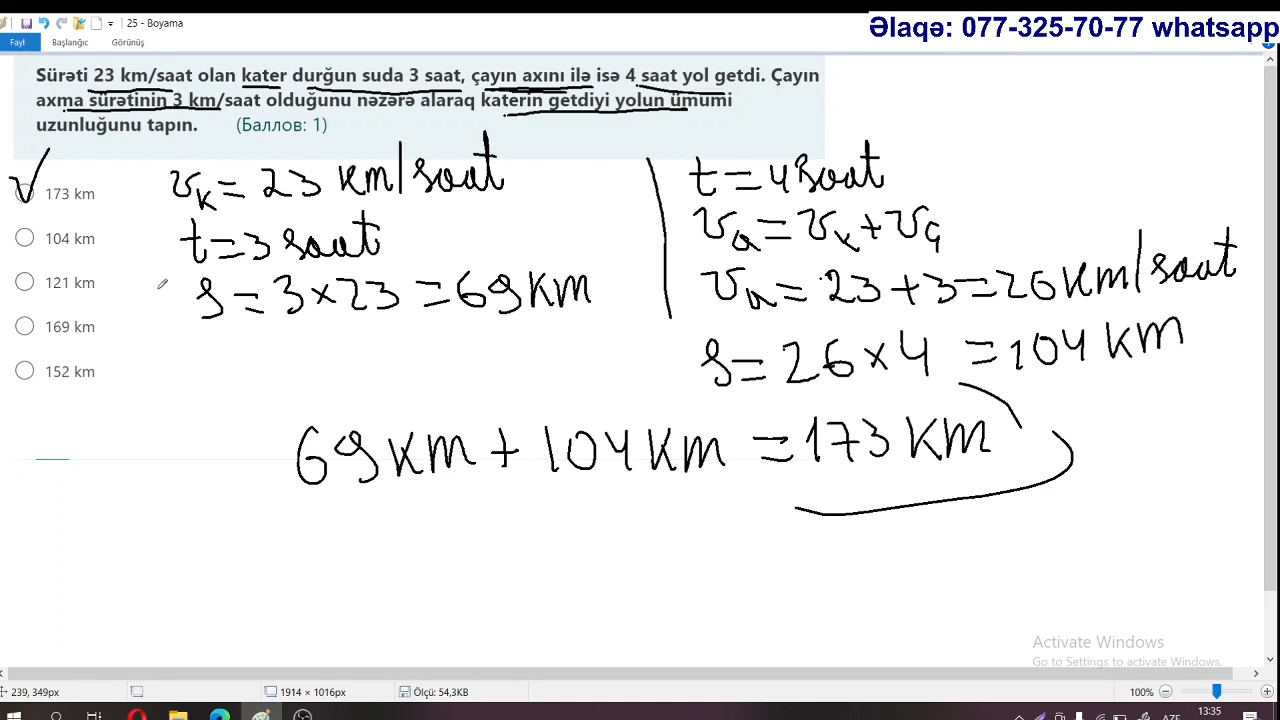 Əlaqə: 077-325-70-77 whatsapp
25 - Boyama
Fayl Başlanğıc Görünüş
Sürəti 23 km/saat olan kater durğun suda 3 saat, çayın axını ilə isə 4 saat yol getdi. Çayın
axma sürətinin 3 km/saat olduğunu nəzərə alaraq katerin getdiyi yolun ümumi
uzunluğunu tapın. (Баллов: 1)
173 km
104 km
121 km
169 km
152 km
v_k = 23 km/saat
t = 3 saat
S = 3 × 23 = 69 km
t = 4 saat
v_a = v_k + v_ç
v_a = 23 + 3 = 26 km/saat
S = 26 × 4 = 104 km
69 km + 104 km = 173 km
Activate Windows
Go to Settings to activate Windows.
239, 349px 1914 × 1016px Ölçü: 54,3KB 100%
AZE 13:35